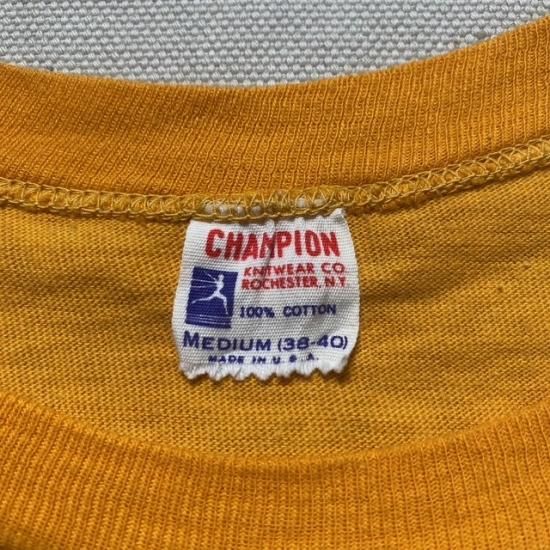 CHAMPION
KNITWEAR CO
ROCHESTER, N.Y
100% COTTON
MEDIUM (38-40)
MADE IN U.S.A.